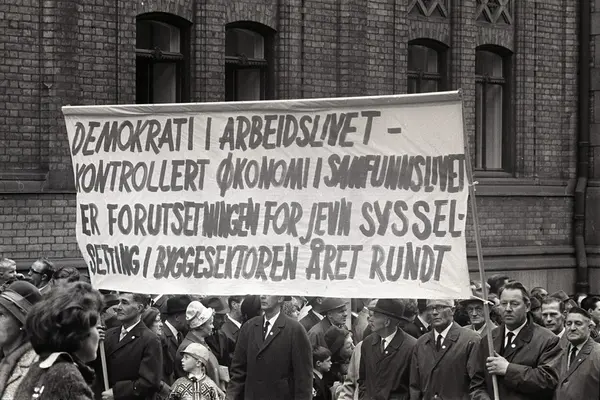 DEMOKRATI I ARBEIDSLIVET -
KONTROLLERT ØKONOMI I SAMFUNNSLIVET
ER FORUTSETNINGEN FOR JEVN SYSSEL-
SETTING I BYGGESEKTOREN ÅRET RUNDT